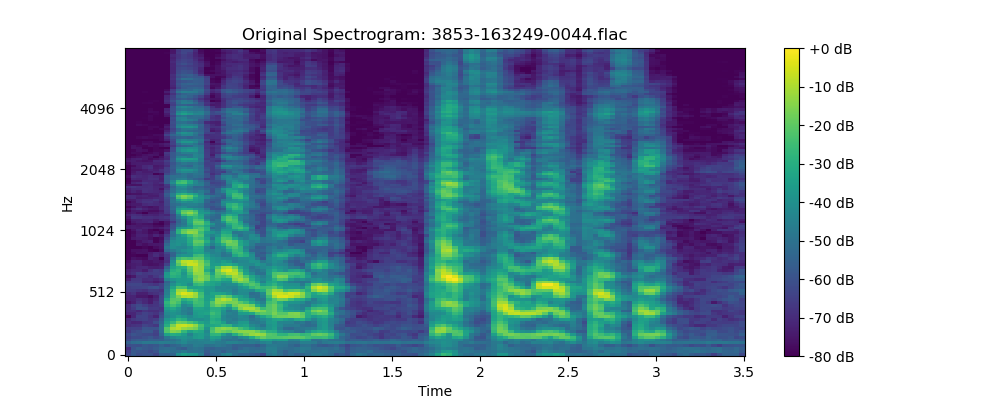 Original Spectrogram: 3853-163249-0044.flac
Hz
4096
2048
1024
512
0
0
0.5
1
1.5
2
2.5
3
3.5
Time
+0 dB
-10 dB
-20 dB
-30 dB
-40 dB
-50 dB
-60 dB
-70 dB
-80 dB